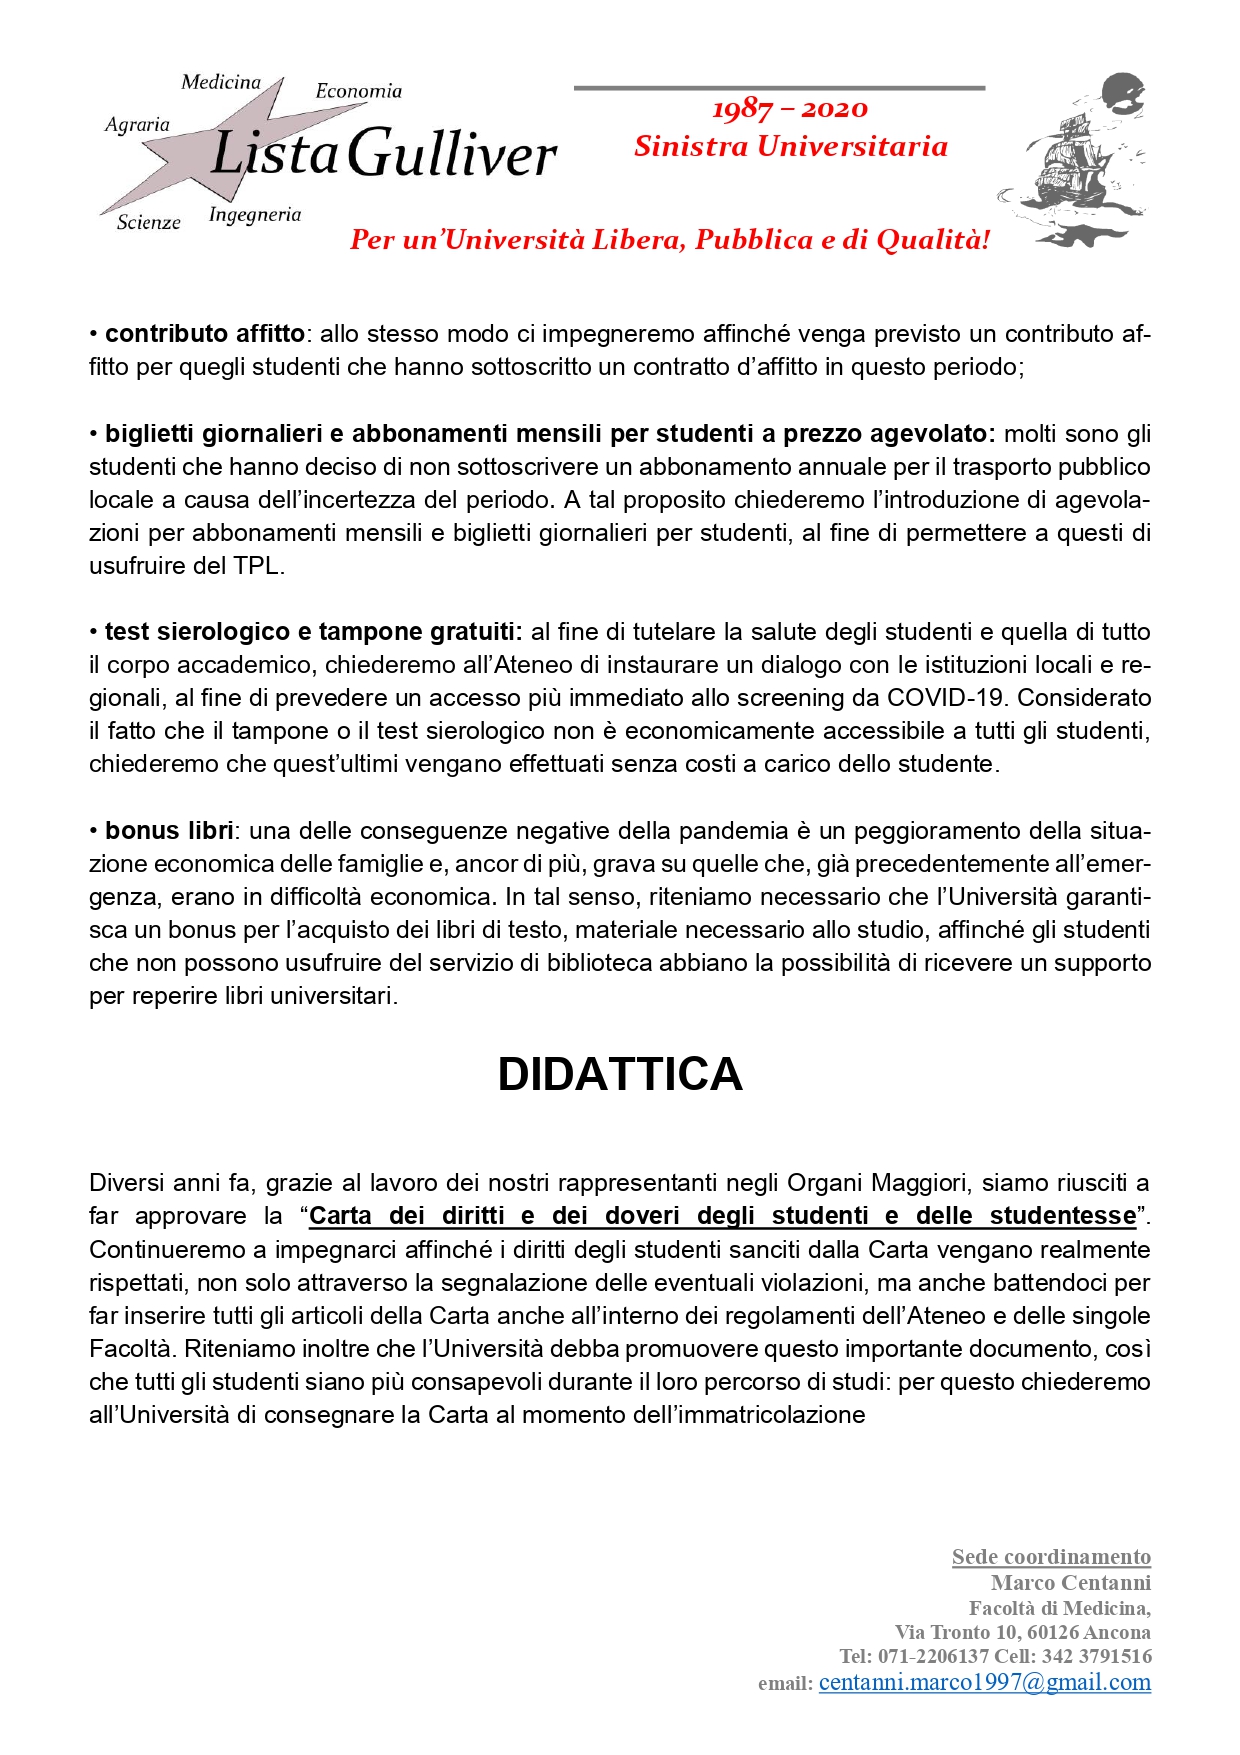 Medicina
Economia
Agraria
Lista Gulliver
Scienze
Ingegneria
1987 – 2020
Sinistra Universitaria
Per un’Università Libera, Pubblica e di Qualità!
• contributo affitto: allo stesso modo ci impegneremo affinché venga previsto un contributo af-
fitto per quegli studenti che hanno sottoscritto un contratto d’affitto in questo periodo;
• biglietti giornalieri e abbonamenti mensili per studenti a prezzo agevolato: molti sono gli
studenti che hanno deciso di non sottoscrivere un abbonamento annuale per il trasporto pubblico
locale a causa dell’incertezza del periodo. A tal proposito chiederemo l’introduzione di agevola-
zioni per abbonamenti mensili e biglietti giornalieri per studenti, al fine di permettere a questi di
usufruire del TPL.
• test sierologico e tampone gratuiti: al fine di tutelare la salute degli studenti e quella di tutto
il corpo accademico, chiederemo all’Ateneo di instaurare un dialogo con le istituzioni locali e re-
gionali, al fine di prevedere un accesso più immediato allo screening da COVID-19. Considerato
il fatto che il tampone o il test sierologico non è economicamente accessibile a tutti gli studenti,
chiederemo che quest’ultimi vengano effettuati senza costi a carico dello studente.
• bonus libri: una delle conseguenze negative della pandemia è un peggioramento della situa-
zione economica delle famiglie e, ancor di più, grava su quelle che, già precedentemente all’emer-
genza, erano in difficoltà economica. In tal senso, riteniamo necessario che l’Università garanti-
sca un bonus per l’acquisto dei libri di testo, materiale necessario allo studio, affinché gli studenti
che non possono usufruire del servizio di biblioteca abbiano la possibilità di ricevere un supporto
per reperire libri universitari.
DIDATTICA
Diversi anni fa, grazie al lavoro dei nostri rappresentanti negli Organi Maggiori, siamo riusciti a
far approvare la “Carta dei diritti e dei doveri degli studenti e delle studentesse”.
Continueremo a impegnarci affinché i diritti degli studenti sanciti dalla Carta vengano realmente
rispettati, non solo attraverso la segnalazione delle eventuali violazioni, ma anche battendoci per
far inserire tutti gli articoli della Carta anche all’interno dei regolamenti dell’Ateneo e delle singole
Facoltà. Riteniamo inoltre che l’Università debba promuovere questo importante documento, così
che tutti gli studenti siano più consapevoli durante il loro percorso di studi: per questo chiederemo
all’Università di consegnare la Carta al momento dell’immatricolazione
Sede coordinamento
Marco Centanni
Facoltà di Medicina,
Via Tronto 10, 60126 Ancona
Tel: 071-2206137 Cell: 342 3791516
email: centanni.marco1997@gmail.com